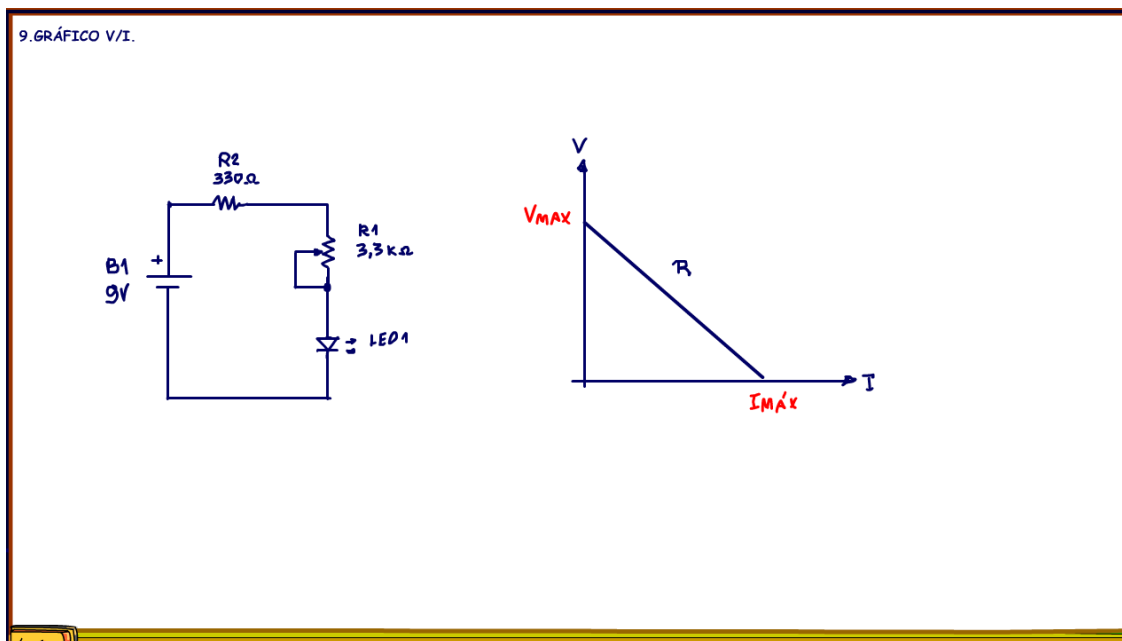 9.GRÁFICO V/I.
R2
330Ω
R1
3,3KΩ
+
B1
9V
LED1
V
VMAX
R
I
IMÁX